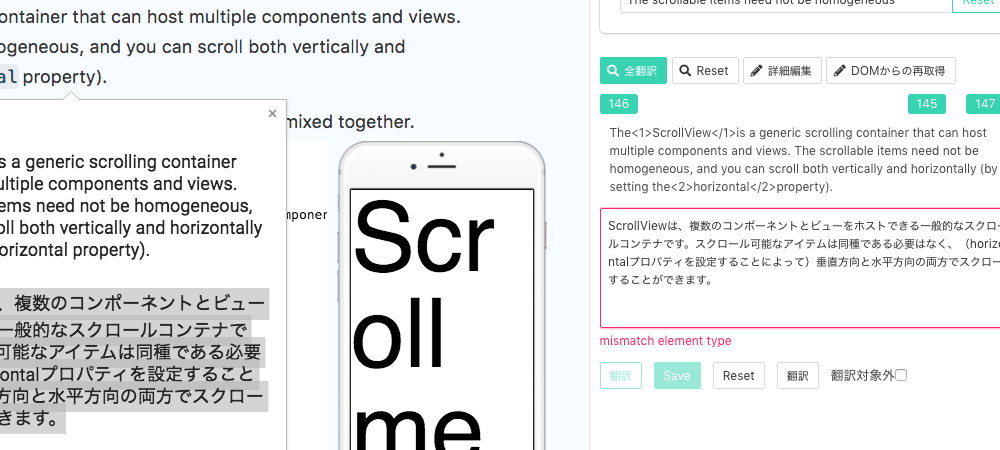 ontainer that can host multiple components and views.
ogeneous, and you can scroll both vertically and
al property).
mixed together.
×
s a generic scrolling container
ultiple components and views.
ems need not be homogeneous,
oll both vertically and horizontally
orizontal property).
、複数のコンポーネントとビュー
一般的なスクロールコンテナで
可能なアイテムは同種である必要
ontalプロパティを設定すること
方向と水平方向の両方でスクロー
きます。
mponer
Scr
oll
me
The scrollable items need not be homogeneous
Reset
全翻訳 Reset 詳細編集 DOMからの再取得
146 145 147
The<1>ScrollView</1>is a generic scrolling container that can host
multiple components and views. The scrollable items need not be
homogeneous, and you can scroll both vertically and horizontally (by
setting the<2>horizontal</2>property).
ScrollViewは、複数のコンポーネントとビューをホストできる一般的なスクロー
ルコンテナです。スクロール可能なアイテムは同種である必要はなく、（horizo
ntalプロパティを設定することによって）垂直方向と水平方向の両方でスクロー
することができます。
mismatch element type
翻訳 Save Reset 翻訳 翻訳対象外